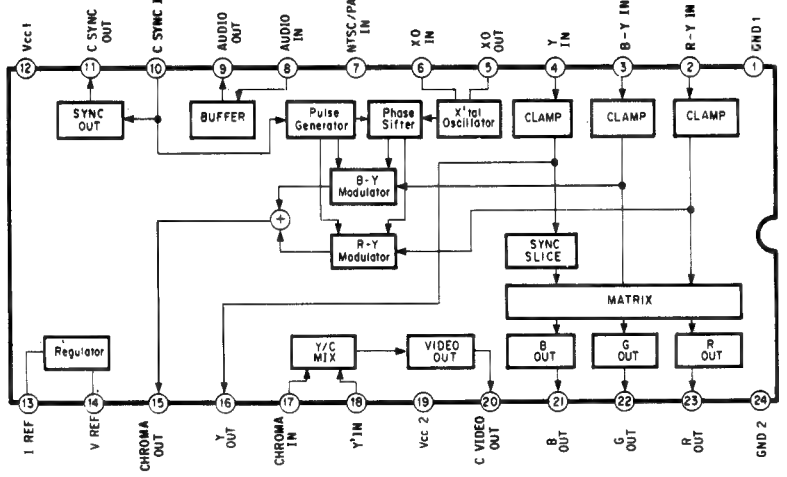 Vcc 1
C SYNC
OUT
C SYNC I
AUDIO
OUT
AUDIO
IN
NTSC/PA
IN
XO
IN
XO
OUT
Y
IN
B-Y IN
R-Y IN
GND 1
12
11
10
9
8
7
6
5
4
3
2
1
SYNC
OUT
BUFFER
Pulse
Generator
Phase
Sifter
X'tal
Oscillator
CLAMP
CLAMP
CLAMP
B-Y
Modulator
+
R-Y
Modulator
SYNC
SLICE
MATRIX
Regulator
Y/C
MIX
VIDEO
OUT
B
OUT
G
OUT
R
OUT
13
14
15
16
17
18
19
20
21
22
23
24
I REF
V REF
CHROMA
OUT
Y
OUT
CHROMA
IN
Y'IN
Vcc 2
C VIDEO
OUT
B
OUT
G
OUT
R
OUT
GND 2